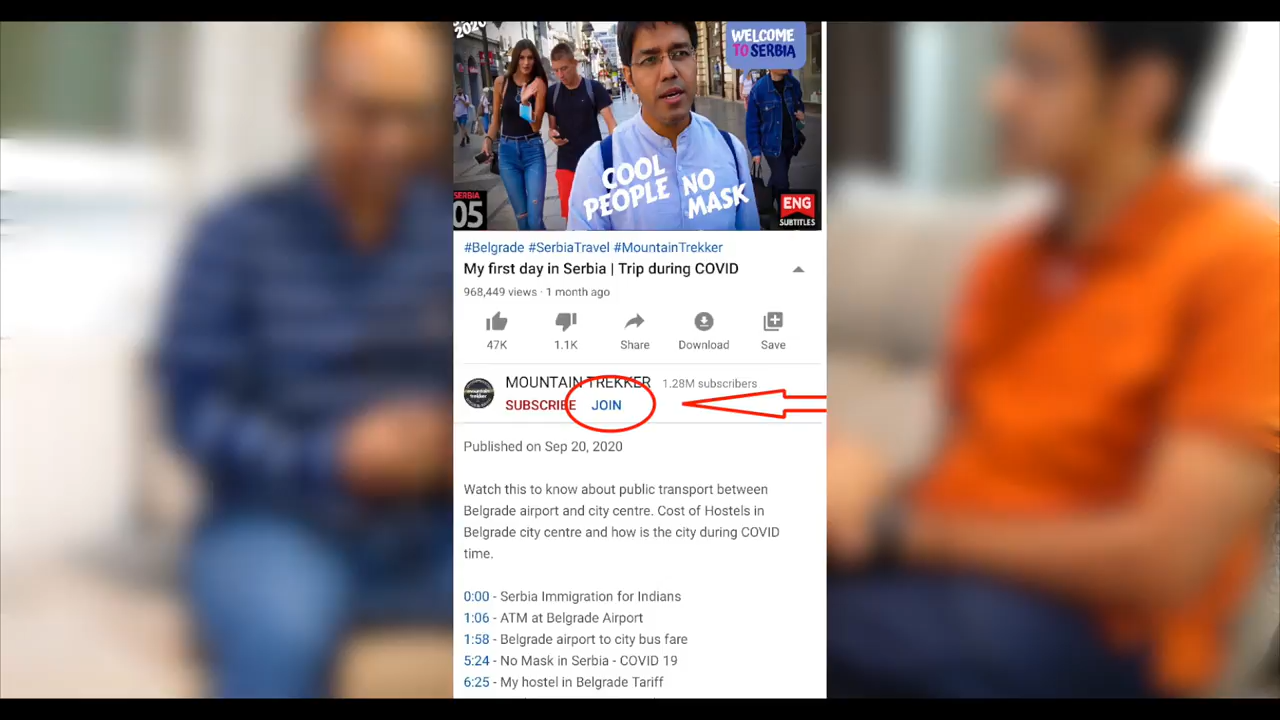 2020
WELCOME
TO SERBIA
COOL
PEOPLE NO
MASK
SERBIA
05
ENG
SUBTITLES
#Belgrade #SerbiaTravel #MountainTrekker
My first day in Serbia | Trip during COVID
968,449 views · 1 month ago
47K 1.1K Share Download Save
MOUNTAIN TREKKER 1.28M subscribers
SUBSCRIBE JOIN
Published on Sep 20, 2020
Watch this to know about public transport between
Belgrade airport and city centre. Cost of Hostels in
Belgrade city centre and how is the city during COVID
time.
0:00 - Serbia Immigration for Indians
1:06 - ATM at Belgrade Airport
1:58 - Belgrade airport to city bus fare
5:24 - No Mask in Serbia - COVID 19
6:25 - My hostel in Belgrade Tariff